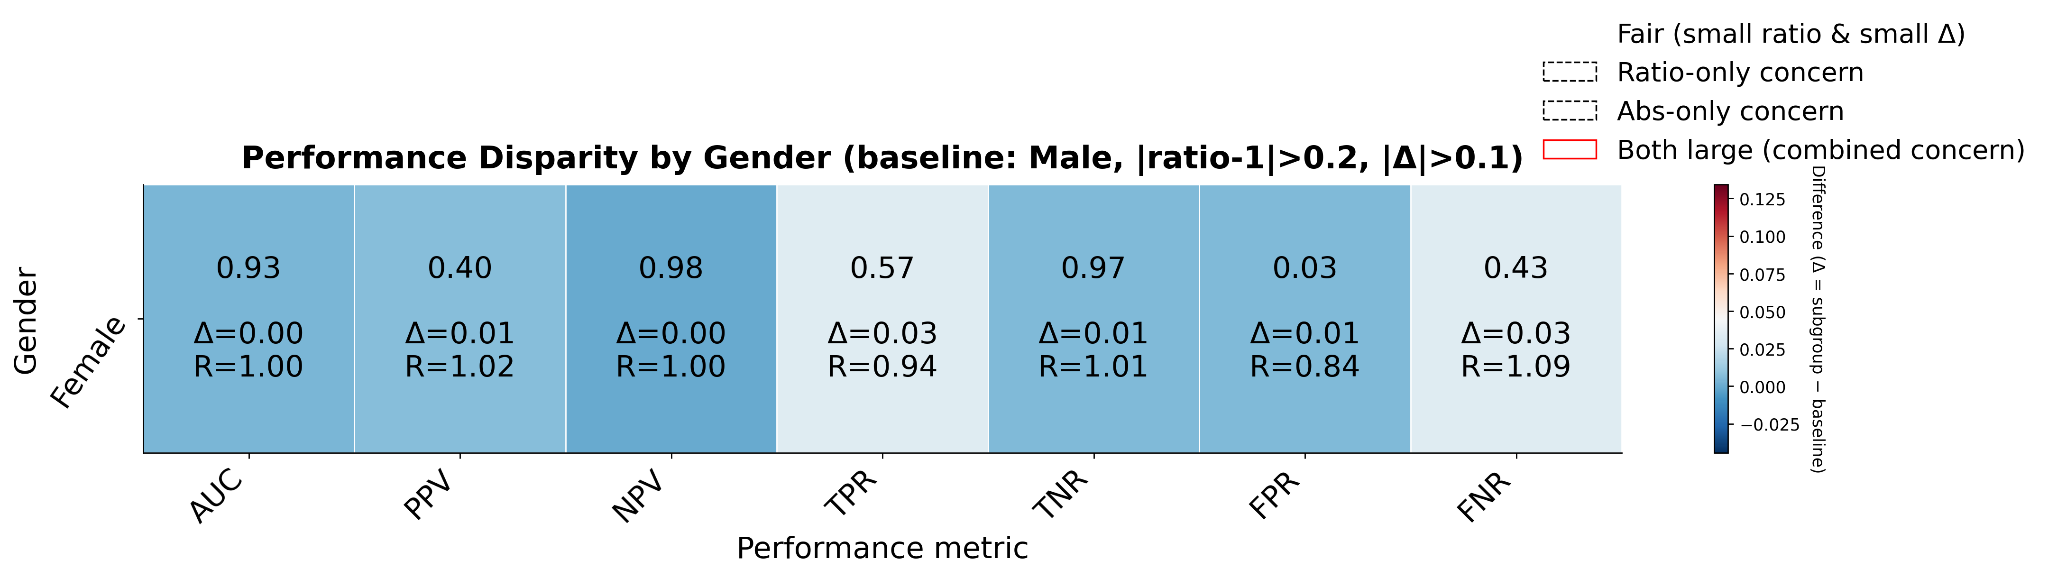 Fair (small ratio & small Δ)
Ratio-only concern
Abs-only concern
Both large (combined concern)
Performance Disparity by Gender (baseline: Male, |ratio-1|>0.2, |Δ|>0.1)
Gender
Female
0.93 0.40 0.98 0.57 0.97 0.03 0.43
Δ=0.00 Δ=0.01 Δ=0.00 Δ=0.03 Δ=0.01 Δ=0.01 Δ=0.03
R=1.00 R=1.02 R=1.00 R=0.94 R=1.01 R=0.84 R=1.09
AUC PPV NPV TPR TNR FPR FNR
Performance metric
0.125
0.100
0.075
0.050
0.025
0.000
−0.025
Difference (Δ = subgroup − baseline)